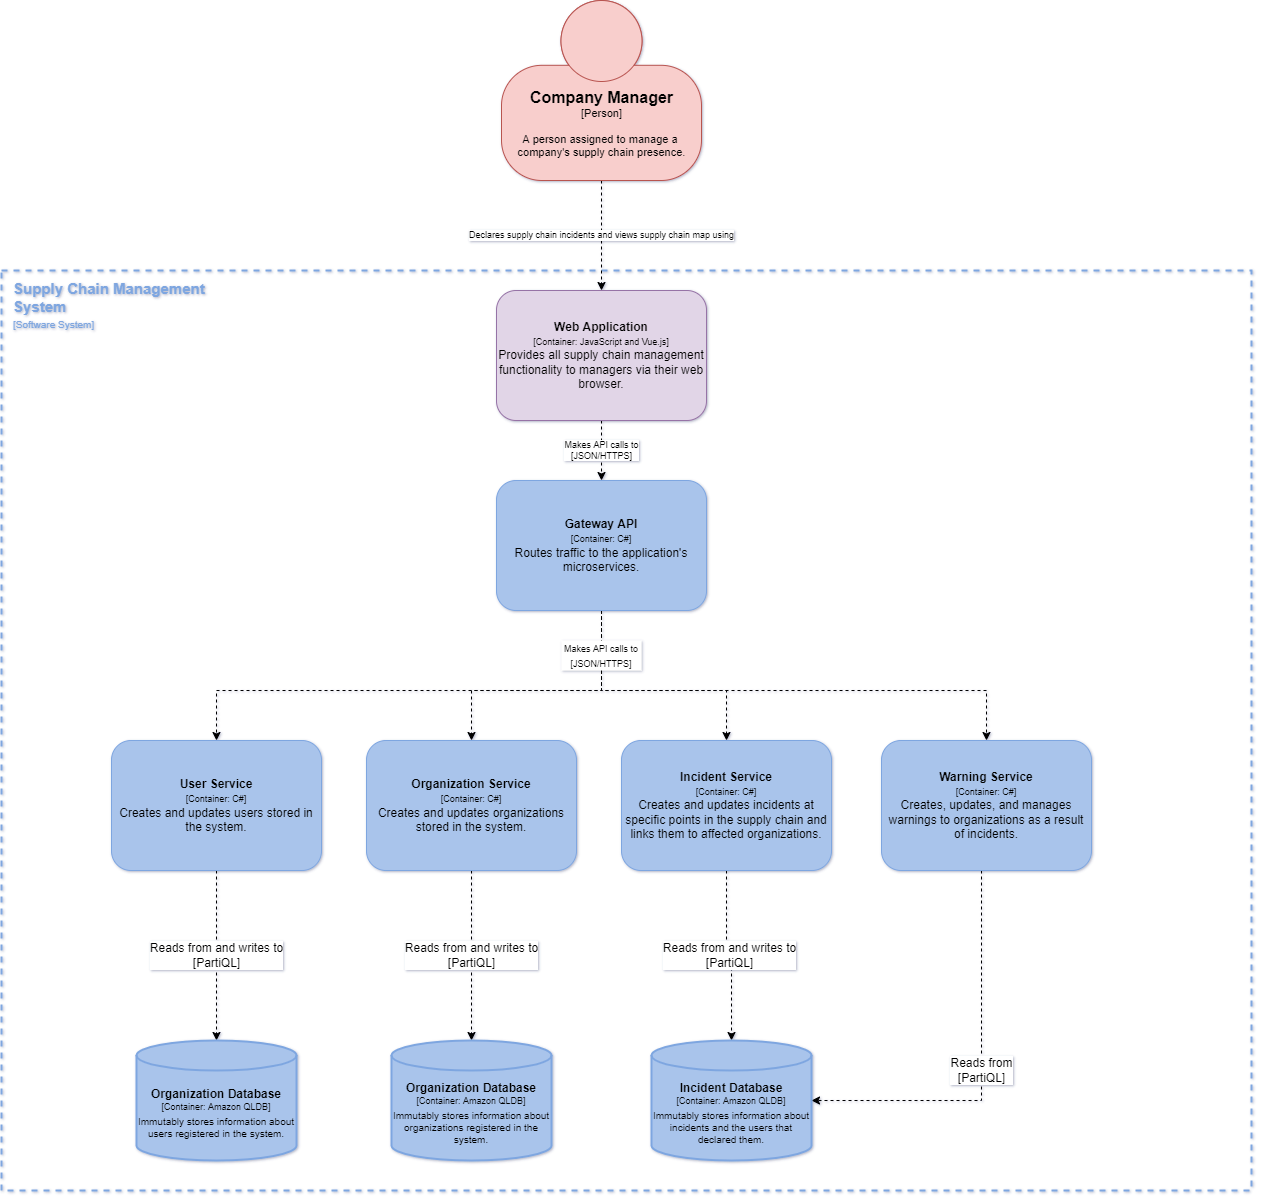 Company Manager
[Person]
A person assigned to manage a
company's supply chain presence.
Declares supply chain incidents and views supply chain map using
Supply Chain Management
System
[Software System]
Web Application
[Container: JavaScript and Vue.js]
Provides all supply chain management
functionality to managers via their web
browser.
Makes API calls to
[JSON/HTTPS]
Gateway API
[Container: C#]
Routes traffic to the application's
microservices.
Makes API calls to
[JSON/HTTPS]
User Service
[Container: C#]
Creates and updates users stored in
the system.
Organization Service
[Container: C#]
Creates and updates organizations
stored in the system.
Incident Service
[Container: C#]
Creates and updates incidents at
specific points in the supply chain and
links them to affected organizations.
Warning Service
[Container: C#]
Creates, updates, and manages
warnings to organizations as a result
of incidents.
Reads from and writes to
[PartiQL]
Reads from and writes to
[PartiQL]
Reads from and writes to
[PartiQL]
Reads from
[PartiQL]
Organization Database
[Container: Amazon QLDB]
Immutably stores information about
users registered in the system.
Organization Database
[Container: Amazon QLDB]
Immutably stores information about
organizations registered in the
system.
Incident Database
[Container: Amazon QLDB]
Immutably stores information about
incidents and the users that
declared them.